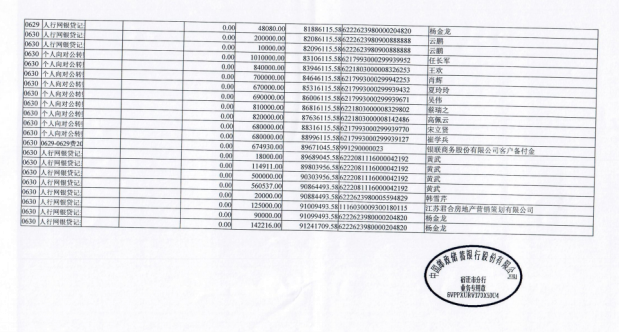 0629 人行网银贷记 0.00 48080.00 81886115.58 6222623980000204820 杨金龙
0630 人行网银贷记 0.00 200000.00 82086115.58 6222623980900888888 云鹏
0630 人行网银贷记 0.00 10000.00 82096115.58 6222623980900888888 云鹏
0630 个人向对公转 0.00 1010000.00 83106115.58 6217993000299939952 任长军
0630 个人向对公转 0.00 840000.00 83946115.58 6221803000008326253 王欢
0630 个人向对公转 0.00 700000.00 84646115.58 6217993000299942253 肖辉
0630 个人向对公转 0.00 670000.00 85316115.58 6217993000299939432 夏玲玲
0630 个人向对公转 0.00 690000.00 86006115.58 6217993000299939671 吴伟
0630 个人向对公转 0.00 810000.00 86816115.58 6221803000008329802 蔡瑞之
0630 个人向对公转 0.00 820000.00 87636115.58 6221803000008142486 高佩云
0630 个人向对公转 0.00 680000.00 88316115.58 6217993000299939770 宋立贤
0630 个人向对公转 0.00 680000.00 88996115.58 6217993000299939127 崔学兵
0630 0629-0629费20 0.00 674930.00 89671045.58 991290000023 银联商务股份有限公司客户备付金
0630 人行网银贷记 0.00 18000.00 89689045.58 6222081116000042192 黄武
0630 人行网银贷记 0.00 114911.00 89803956.58 6222081116000042192 黄武
0630 人行网银贷记 0.00 500000.00 90303956.58 6222081116000042192 黄武
0630 人行网银贷记 0.00 560537.00 90864493.58 6222081116000042192 黄武
0630 人行网银贷记 0.00 20000.00 90884493.58 6222623980005594829 韩雪芹
0630 人行网银贷记 0.00 125000.00 91009493.58 1116030009300180115 江苏君合房地产营销策划有限公司
0630 人行网银贷记 0.00 90000.00 91099493.58 6222623980000204820 杨金龙
0630 人行网银贷记 0.00 142216.00 91241709.58 6222623980000204820 杨金龙
中国邮政储蓄银行股份有限公司
宿迁市分行
业务专用章